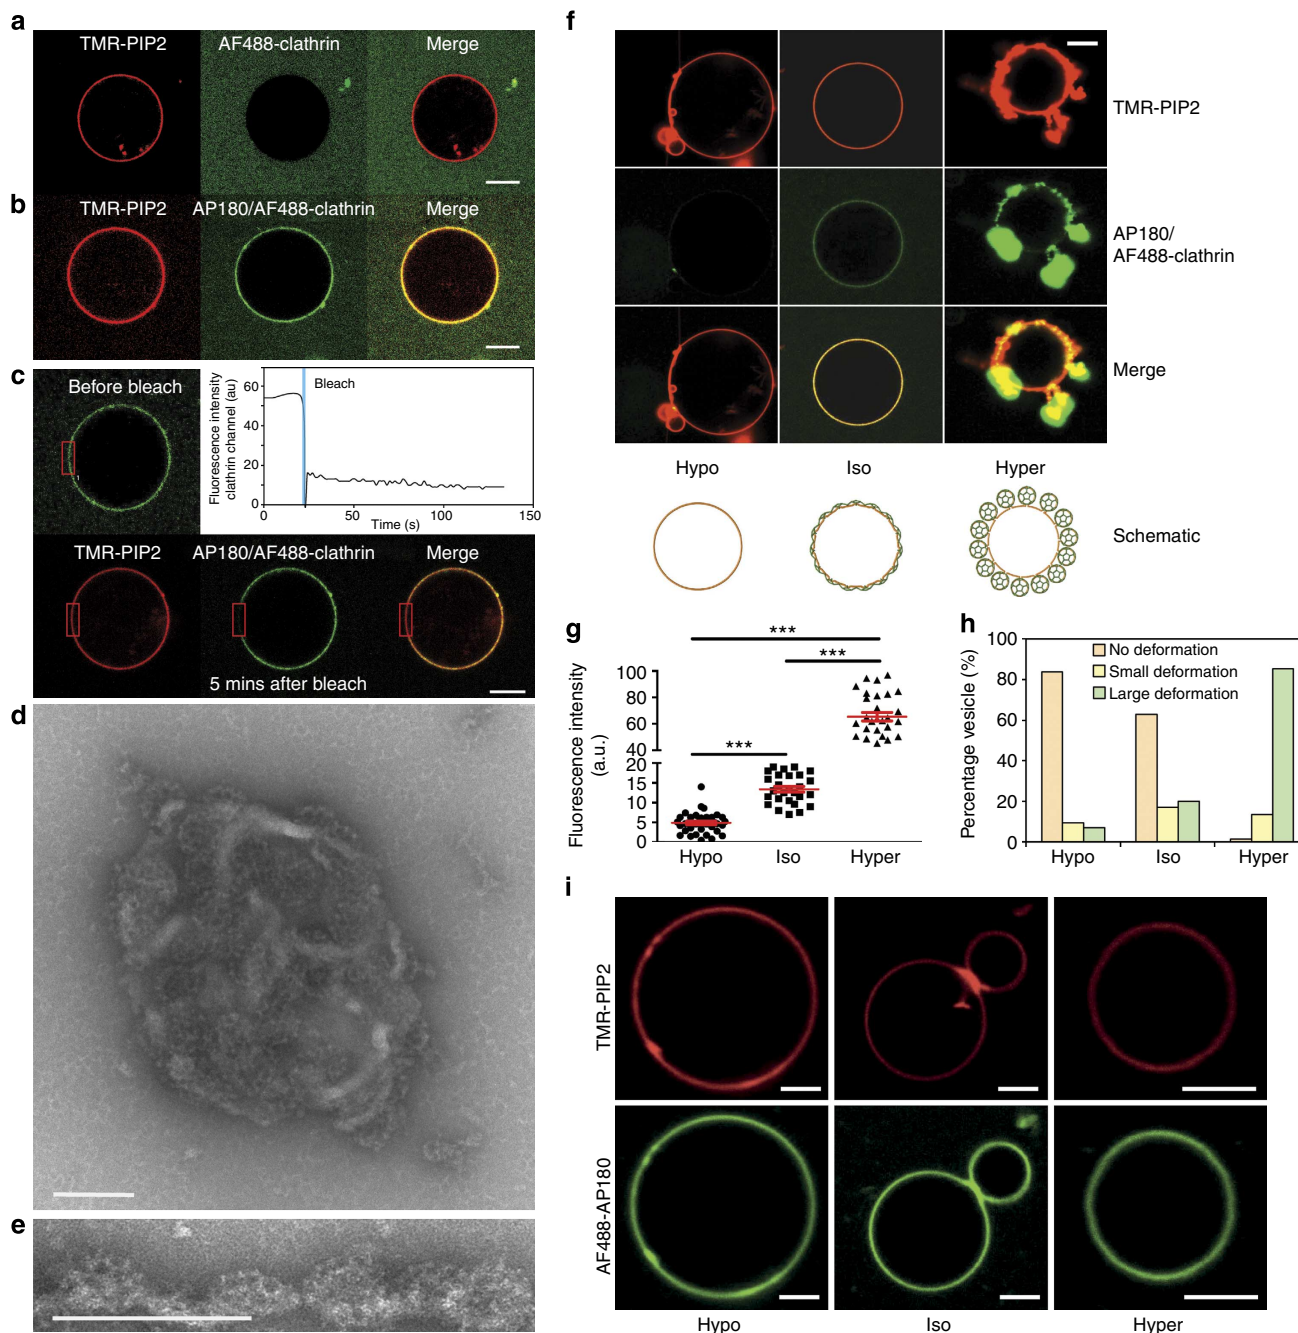 a
TMR-PIP2 AF488-clathrin Merge
b
TMR-PIP2 AP180/AF488-clathrin Merge
c
Before bleach
1
Fluorescence intensity
clathrin channel (au)
60
40
20
0
Bleach
0 50 100 150
Time (s)
TMR-PIP2 AP180/AF488-clathrin Merge
5 mins after bleach
d
e
f
TMR-PIP2
AP180/
AF488-clathrin
Merge
Hypo Iso Hyper
Schematic
g
Fluorescence intensity
(a.u.)
100
80
60
40
20
15
10
5
0
***
***
***
Hypo Iso Hyper
h
Percentage vesicle (%)
100
80
60
40
20
0
No deformation
Small deformation
Large deformation
Hypo Iso Hyper
i
TMR-PIP2
AF488-AP180
Hypo Iso Hyper